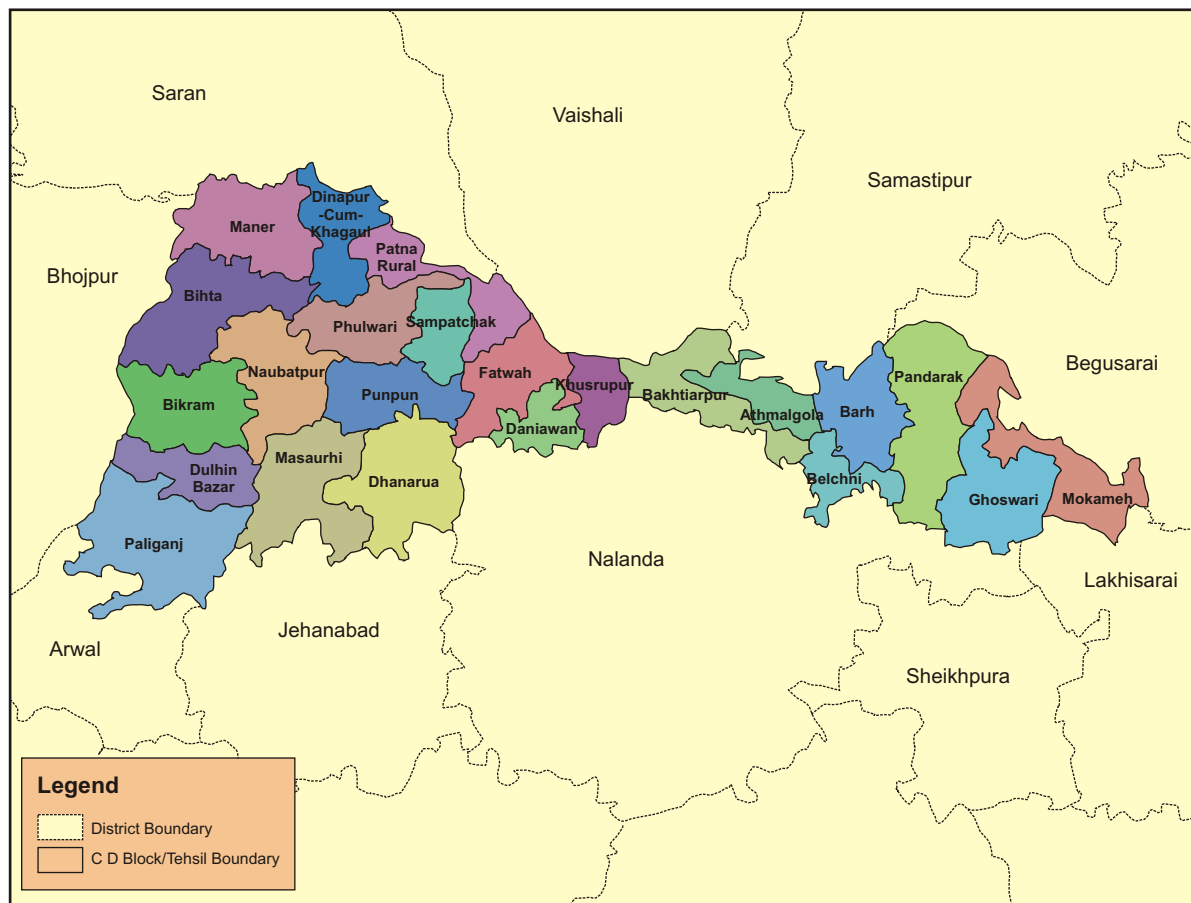 Saran
Vaishali
Samastipur
Dinapur
-Cum-
Khagaul
Maner
Patna
Rural
Bhojpur
Bihta
Phulwari
Sampatchak
Begusarai
Naubatpur
Fatwah
Khusrupur
Pandarak
Punpun
Bakhtiarpur
Bikram
Athmalgola
Barh
Daniawan
Masaurhi
Dulhin
Bazar
Dhanarua
Belchni
Ghoswari
Mokameh
Paliganj
Nalanda
Lakhisarai
Jehanabad
Arwal
Sheikhpura
Legend
District Boundary
C D Block/Tehsil Boundary